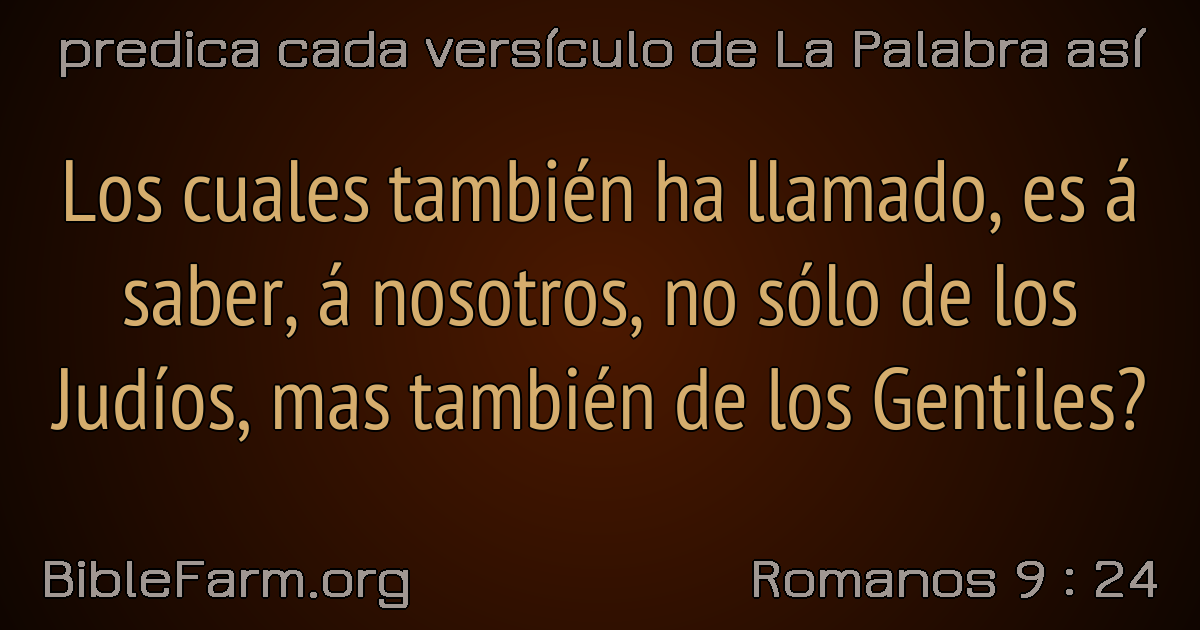 predica cada versículo de La Palabra así
Los cuales también ha llamado, es á
saber, á nosotros, no sólo de los
Judíos, mas también de los Gentiles?
BibleFarm.org
Romanos 9 : 24